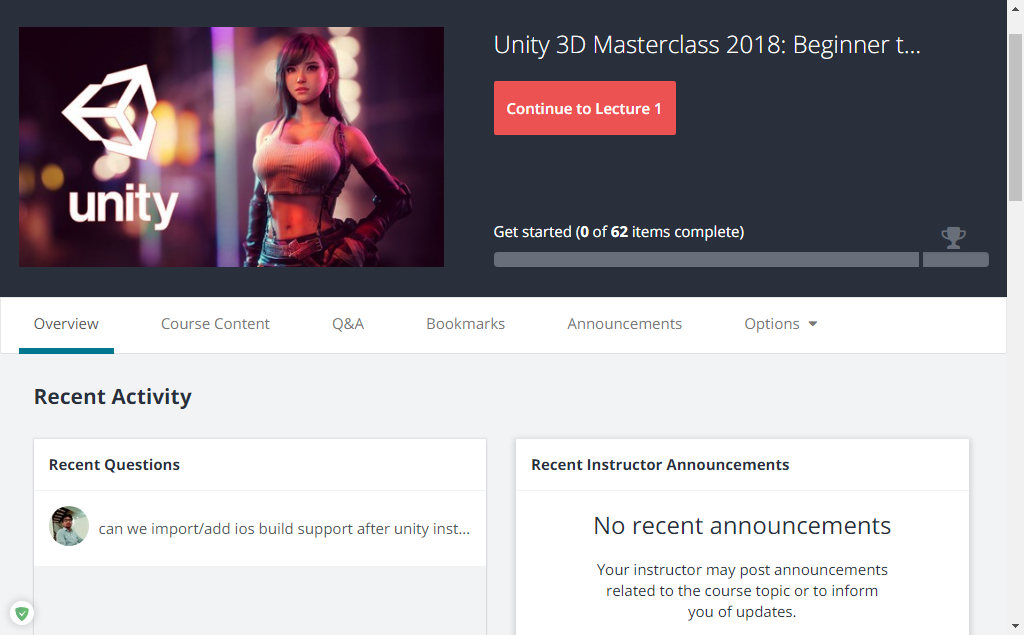 unity
Unity 3D Masterclass 2018: Beginner t...
Continue to Lecture 1
Get started (0 of 62 items complete)
Overview
Course Content
Q&A
Bookmarks
Announcements
Options
Recent Activity
Recent Questions
can we import/add ios build support after unity inst...
Recent Instructor Announcements
No recent announcements
Your instructor may post announcements
related to the course topic or to inform
you of updates.